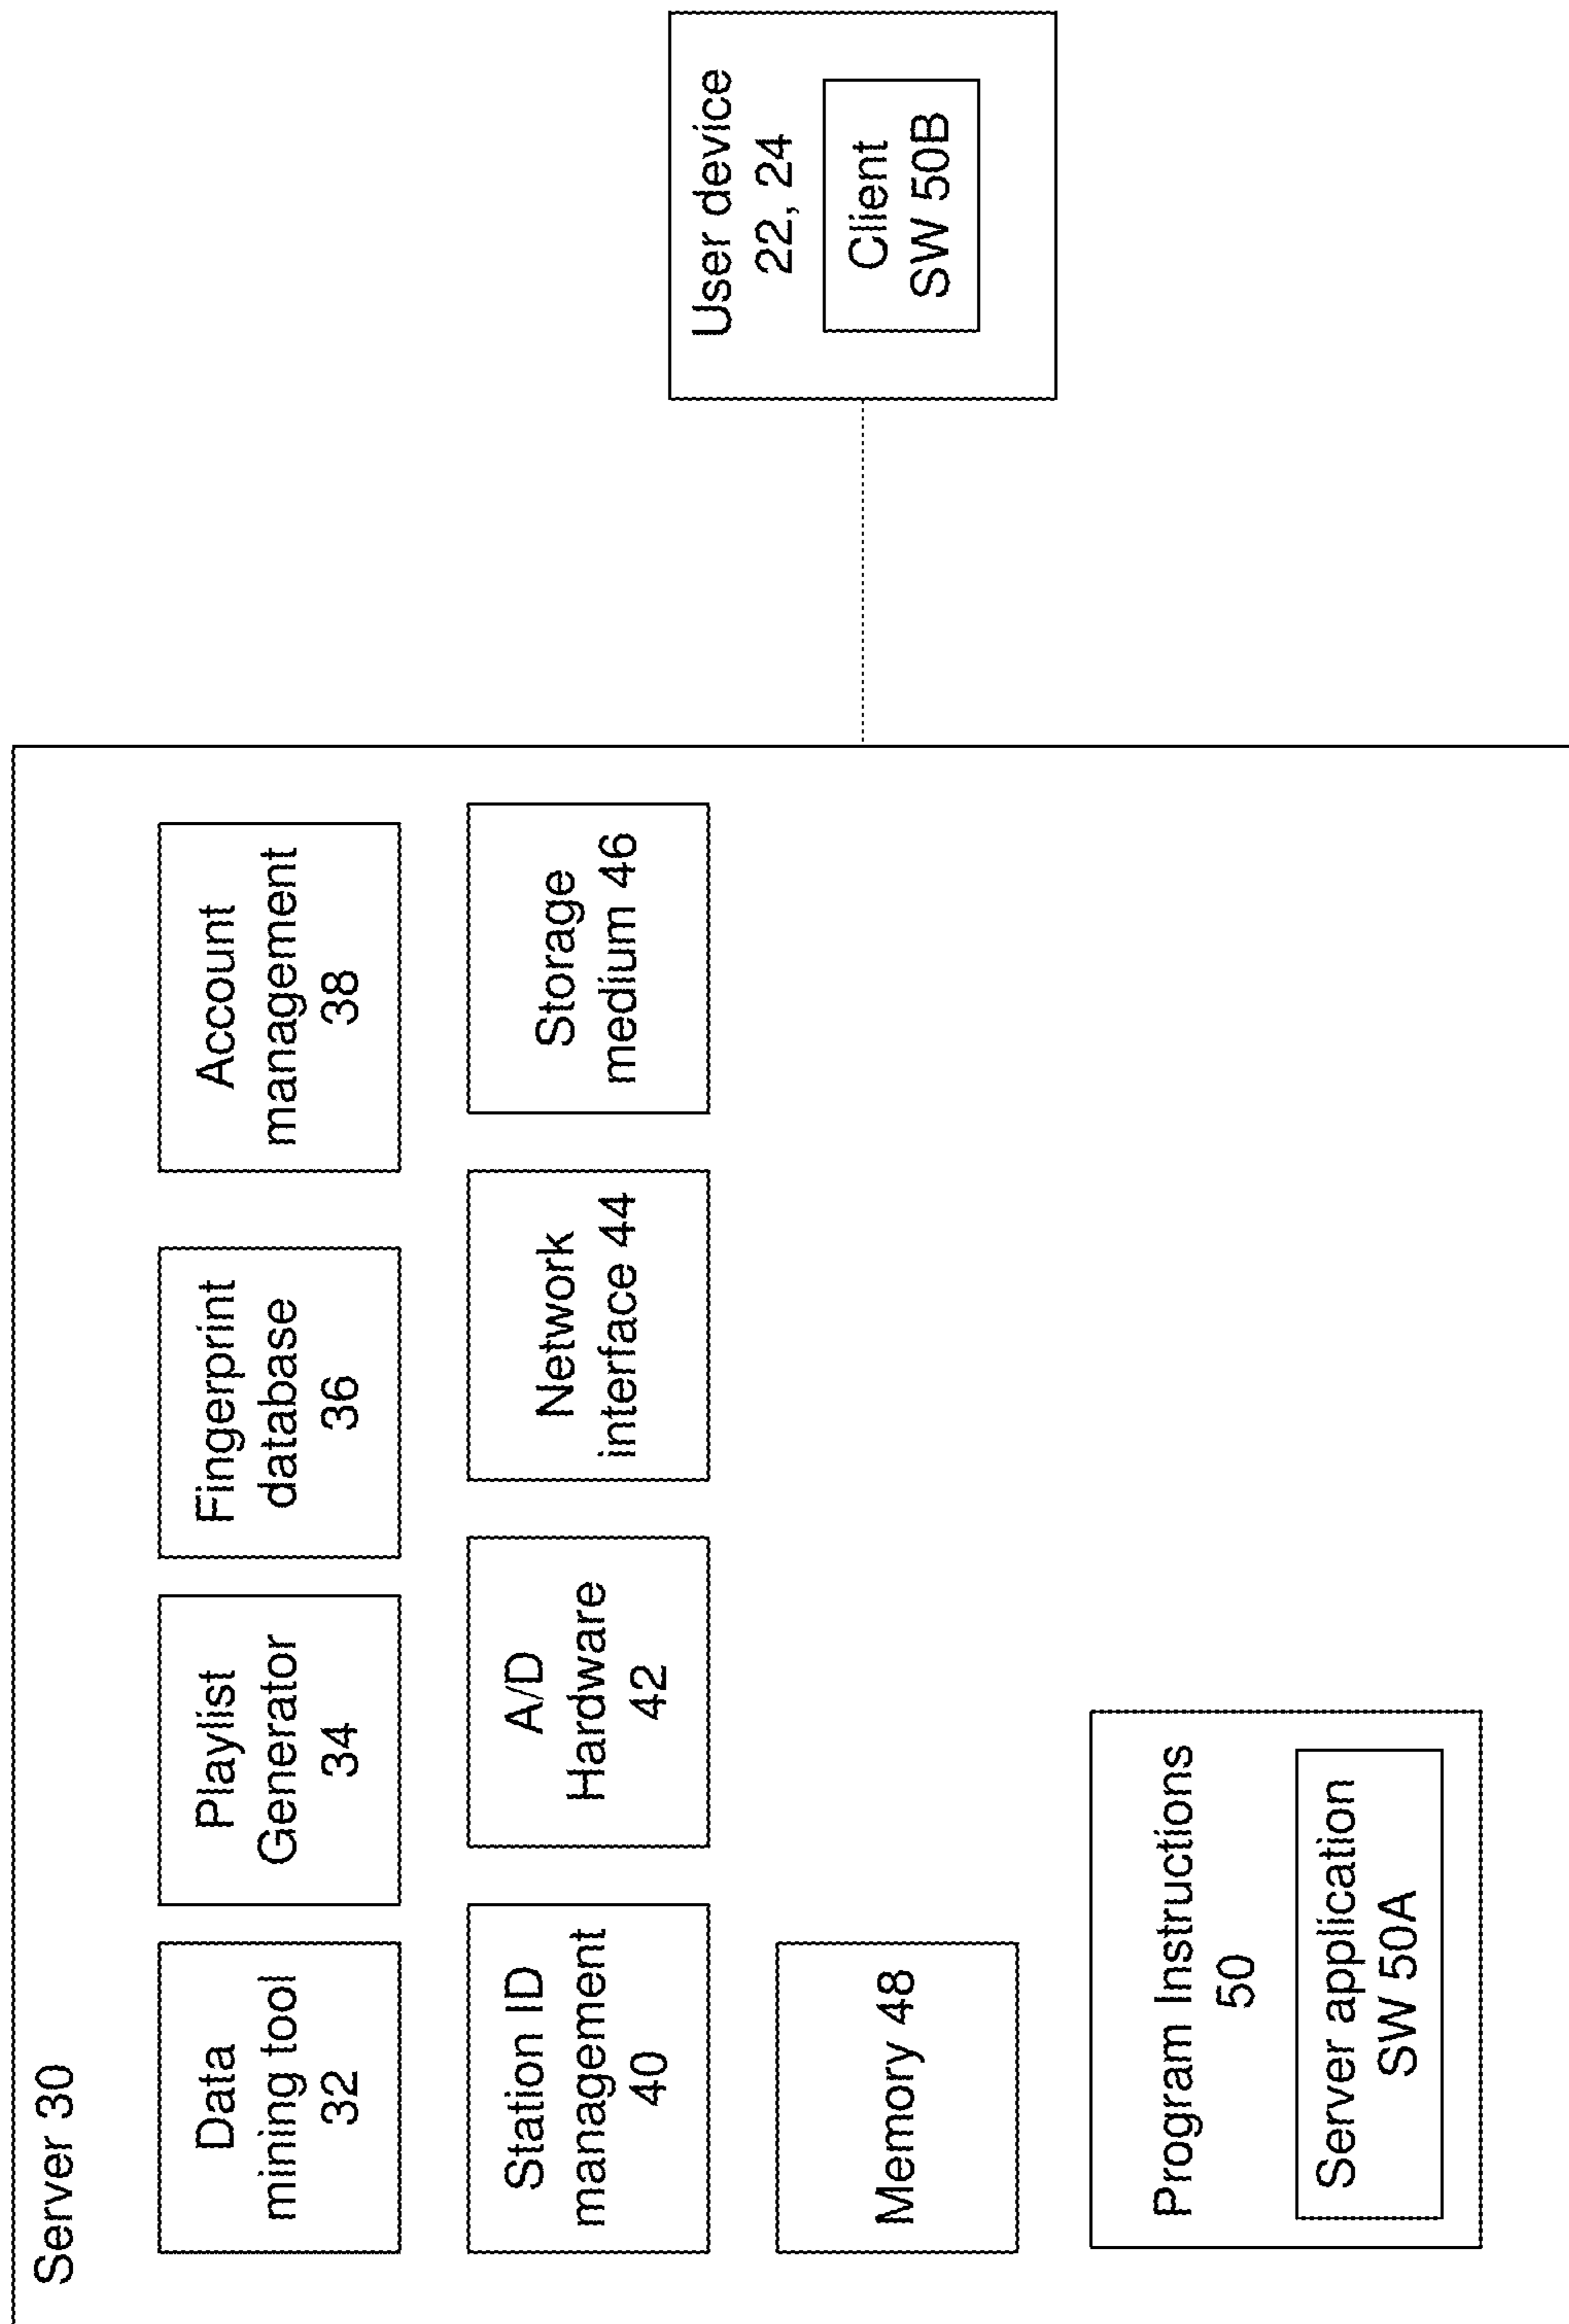 Server 30
Data
mining tool
32
Playlist
Generator
34
Fingerprint
database
36
Account
management
38
Station ID
management
40
A/D
Hardware
42
Network
interface 44
Storage
medium 46
Memory 48
Program Instructions
50
Server application
SW 50A
User device
22, 24
Client
SW 50B